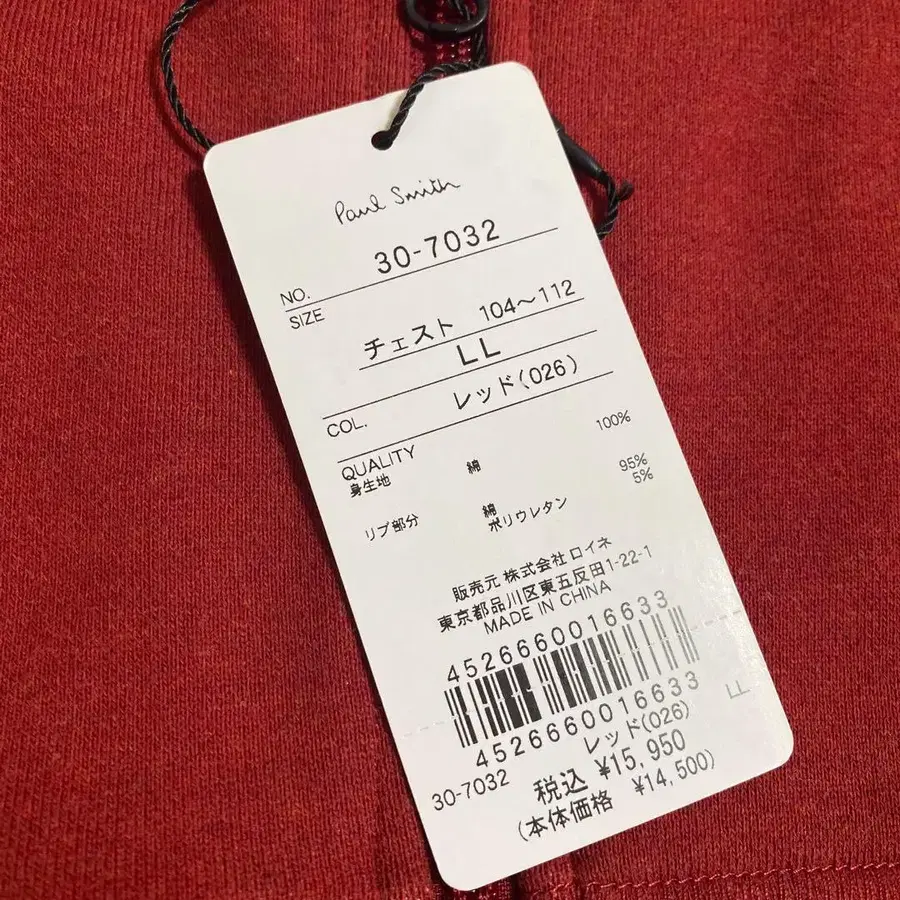 Paul Smith
NO. 30-7032
SIZE
チェスト 104～112
LL
COL. レッド(026)
QUALITY
身生地 綿 100%
リブ部分 綿 95%
ポリウレタン 5%
販売元 株式会社 ロイネ
東京都品川区東五反田1-22-1
MADE IN CHINA
4526660016633
4526660016633
LL
レッド(026)
30-7032
税込 ¥15,950
(本体価格 ¥14,500)